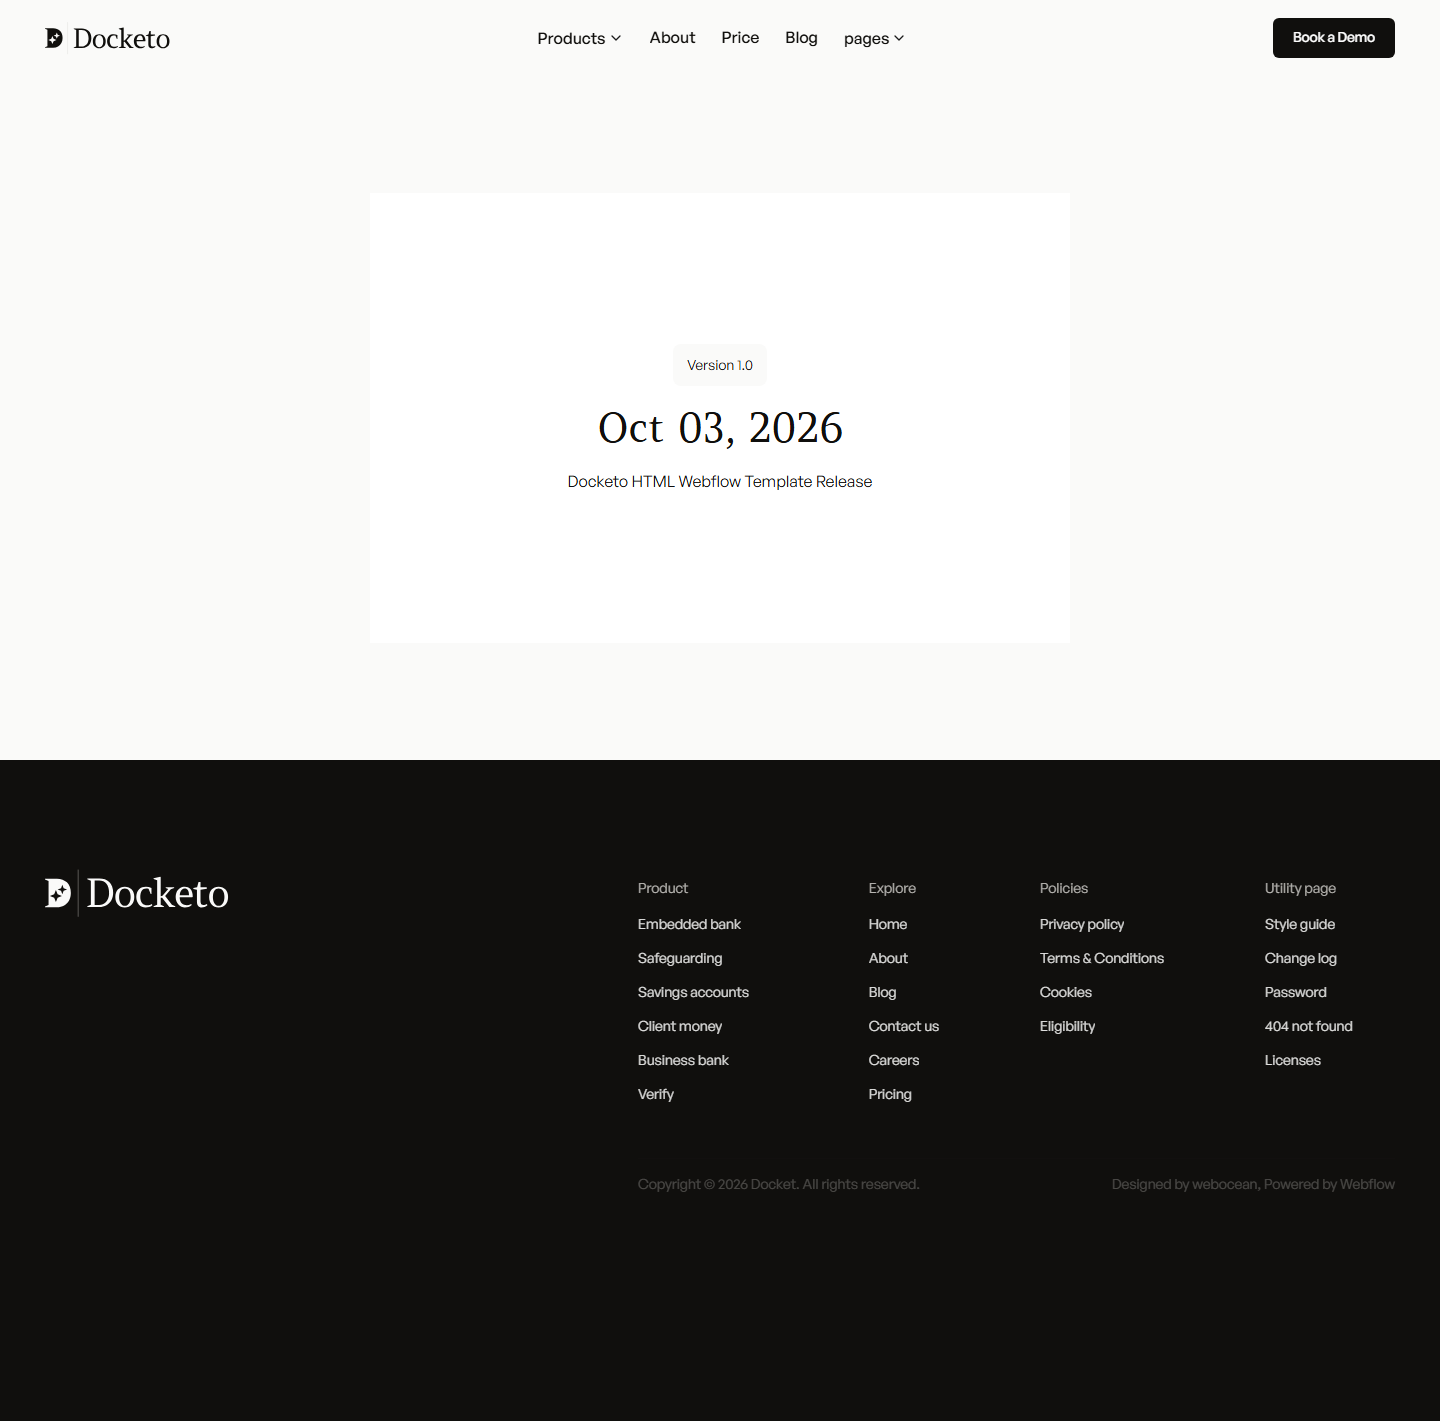 Docketo
Products
About
Price
Blog
pages
Book a Demo
Version 1.0
Oct 03, 2026
Docketo HTML Webflow Template Release
Docketo
Product
Embedded bank
Safeguarding
Savings accounts
Client money
Business bank
Verify
Explore
Home
About
Blog
Contact us
Careers
Pricing
Policies
Privacy policy
Terms & Conditions
Cookies
Eligibility
Utility page
Style guide
Change log
Password
404 not found
Licenses
Copyright © 2026 Docket. All rights reserved.
Designed by webocean, Powered by Webflow